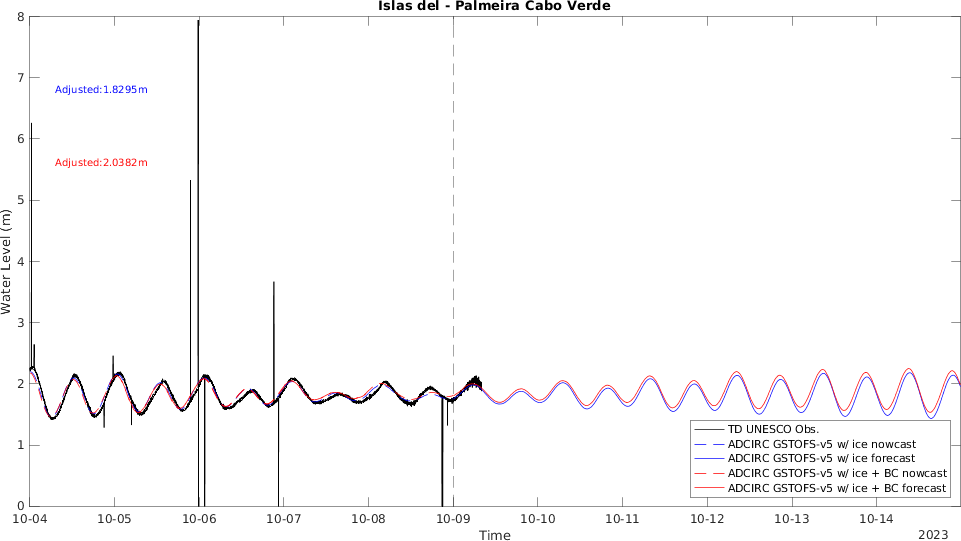 Islas del - Palmeira Cabo Verde
8
7
6
5
4
3
2
1
0
Water Level (m)
Adjusted:1.8295m
Adjusted:2.0382m
TD UNESCO Obs.
ADCIRC GSTOFS-v5 w/ ice nowcast
ADCIRC GSTOFS-v5 w/ ice forecast
ADCIRC GSTOFS-v5 w/ ice + BC nowcast
ADCIRC GSTOFS-v5 w/ ice + BC forecast
10-04 10-05 10-06 10-07 10-08 10-09 10-10 10-11 10-12 10-13 10-14
Time
2023